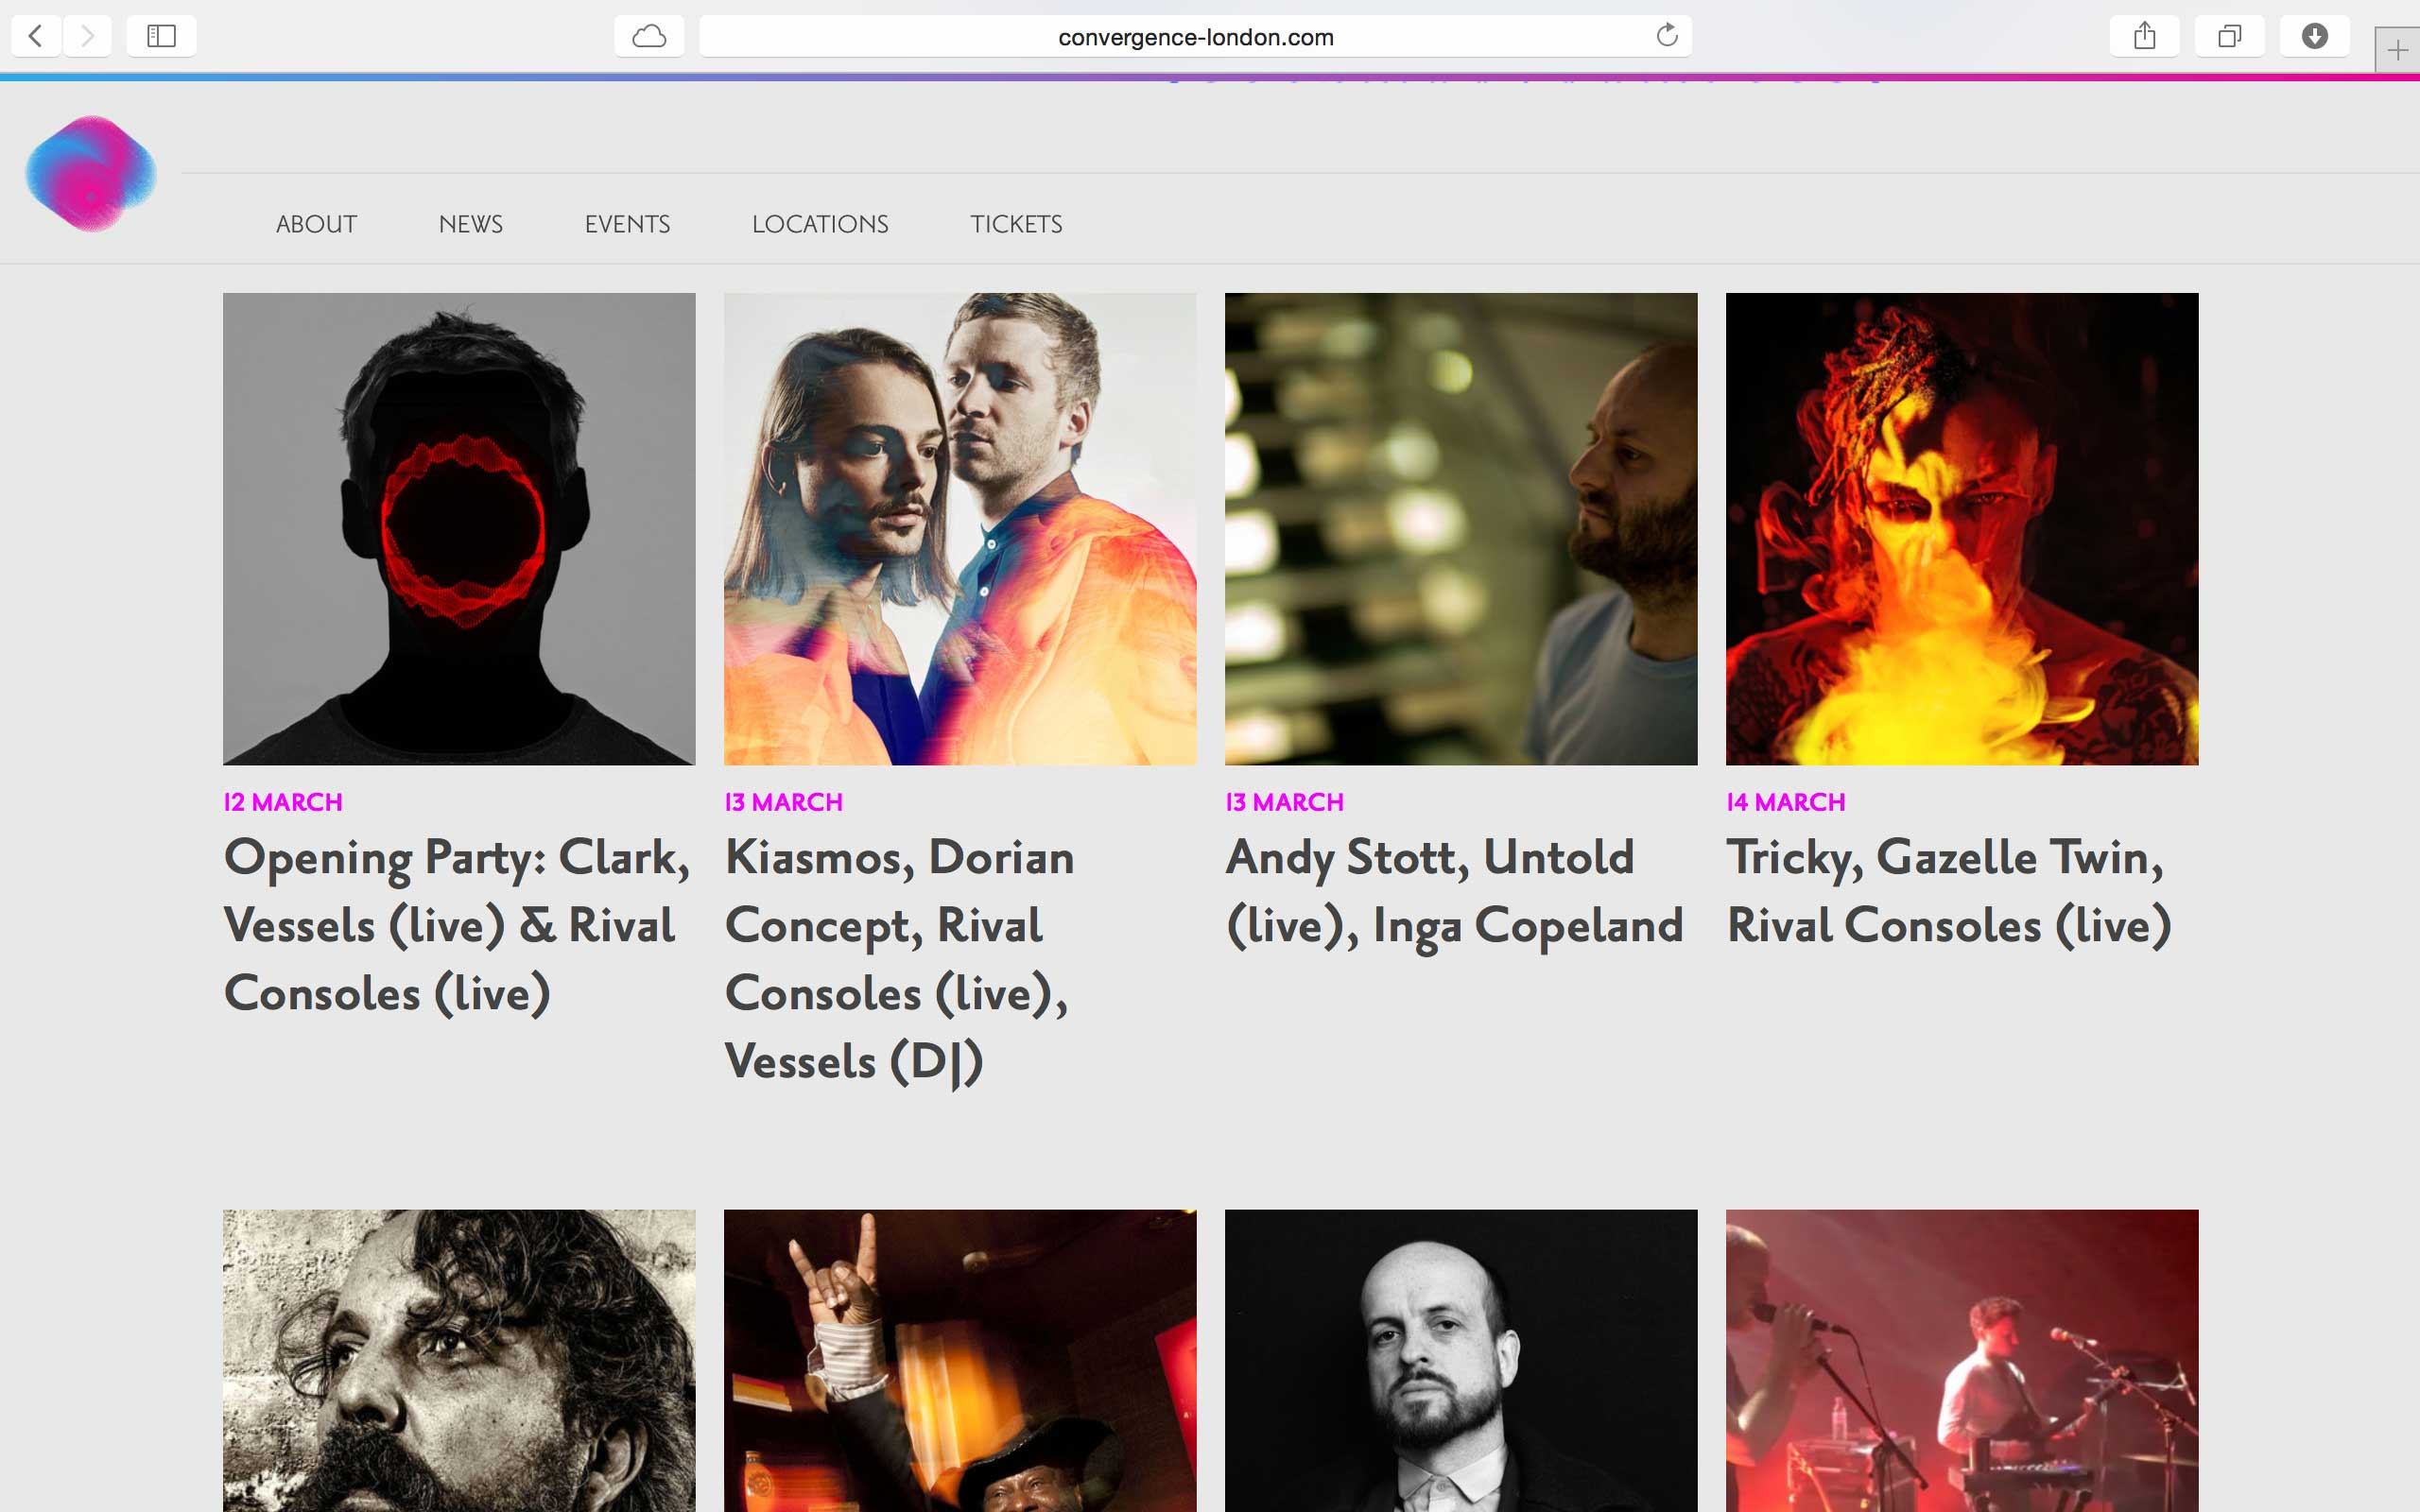 convergence-london.com
ABOUT NEWS EVENTS LOCATIONS TICKETS
12 MARCH
Opening Party: Clark,
Vessels (live) & Rival
Consoles (live)
13 MARCH
Kiasmos, Dorian
Concept, Rival
Consoles (live),
Vessels (DJ)
13 MARCH
Andy Stott, Untold
(live), Inga Copeland
14 MARCH
Tricky, Gazelle Twin,
Rival Consoles (live)